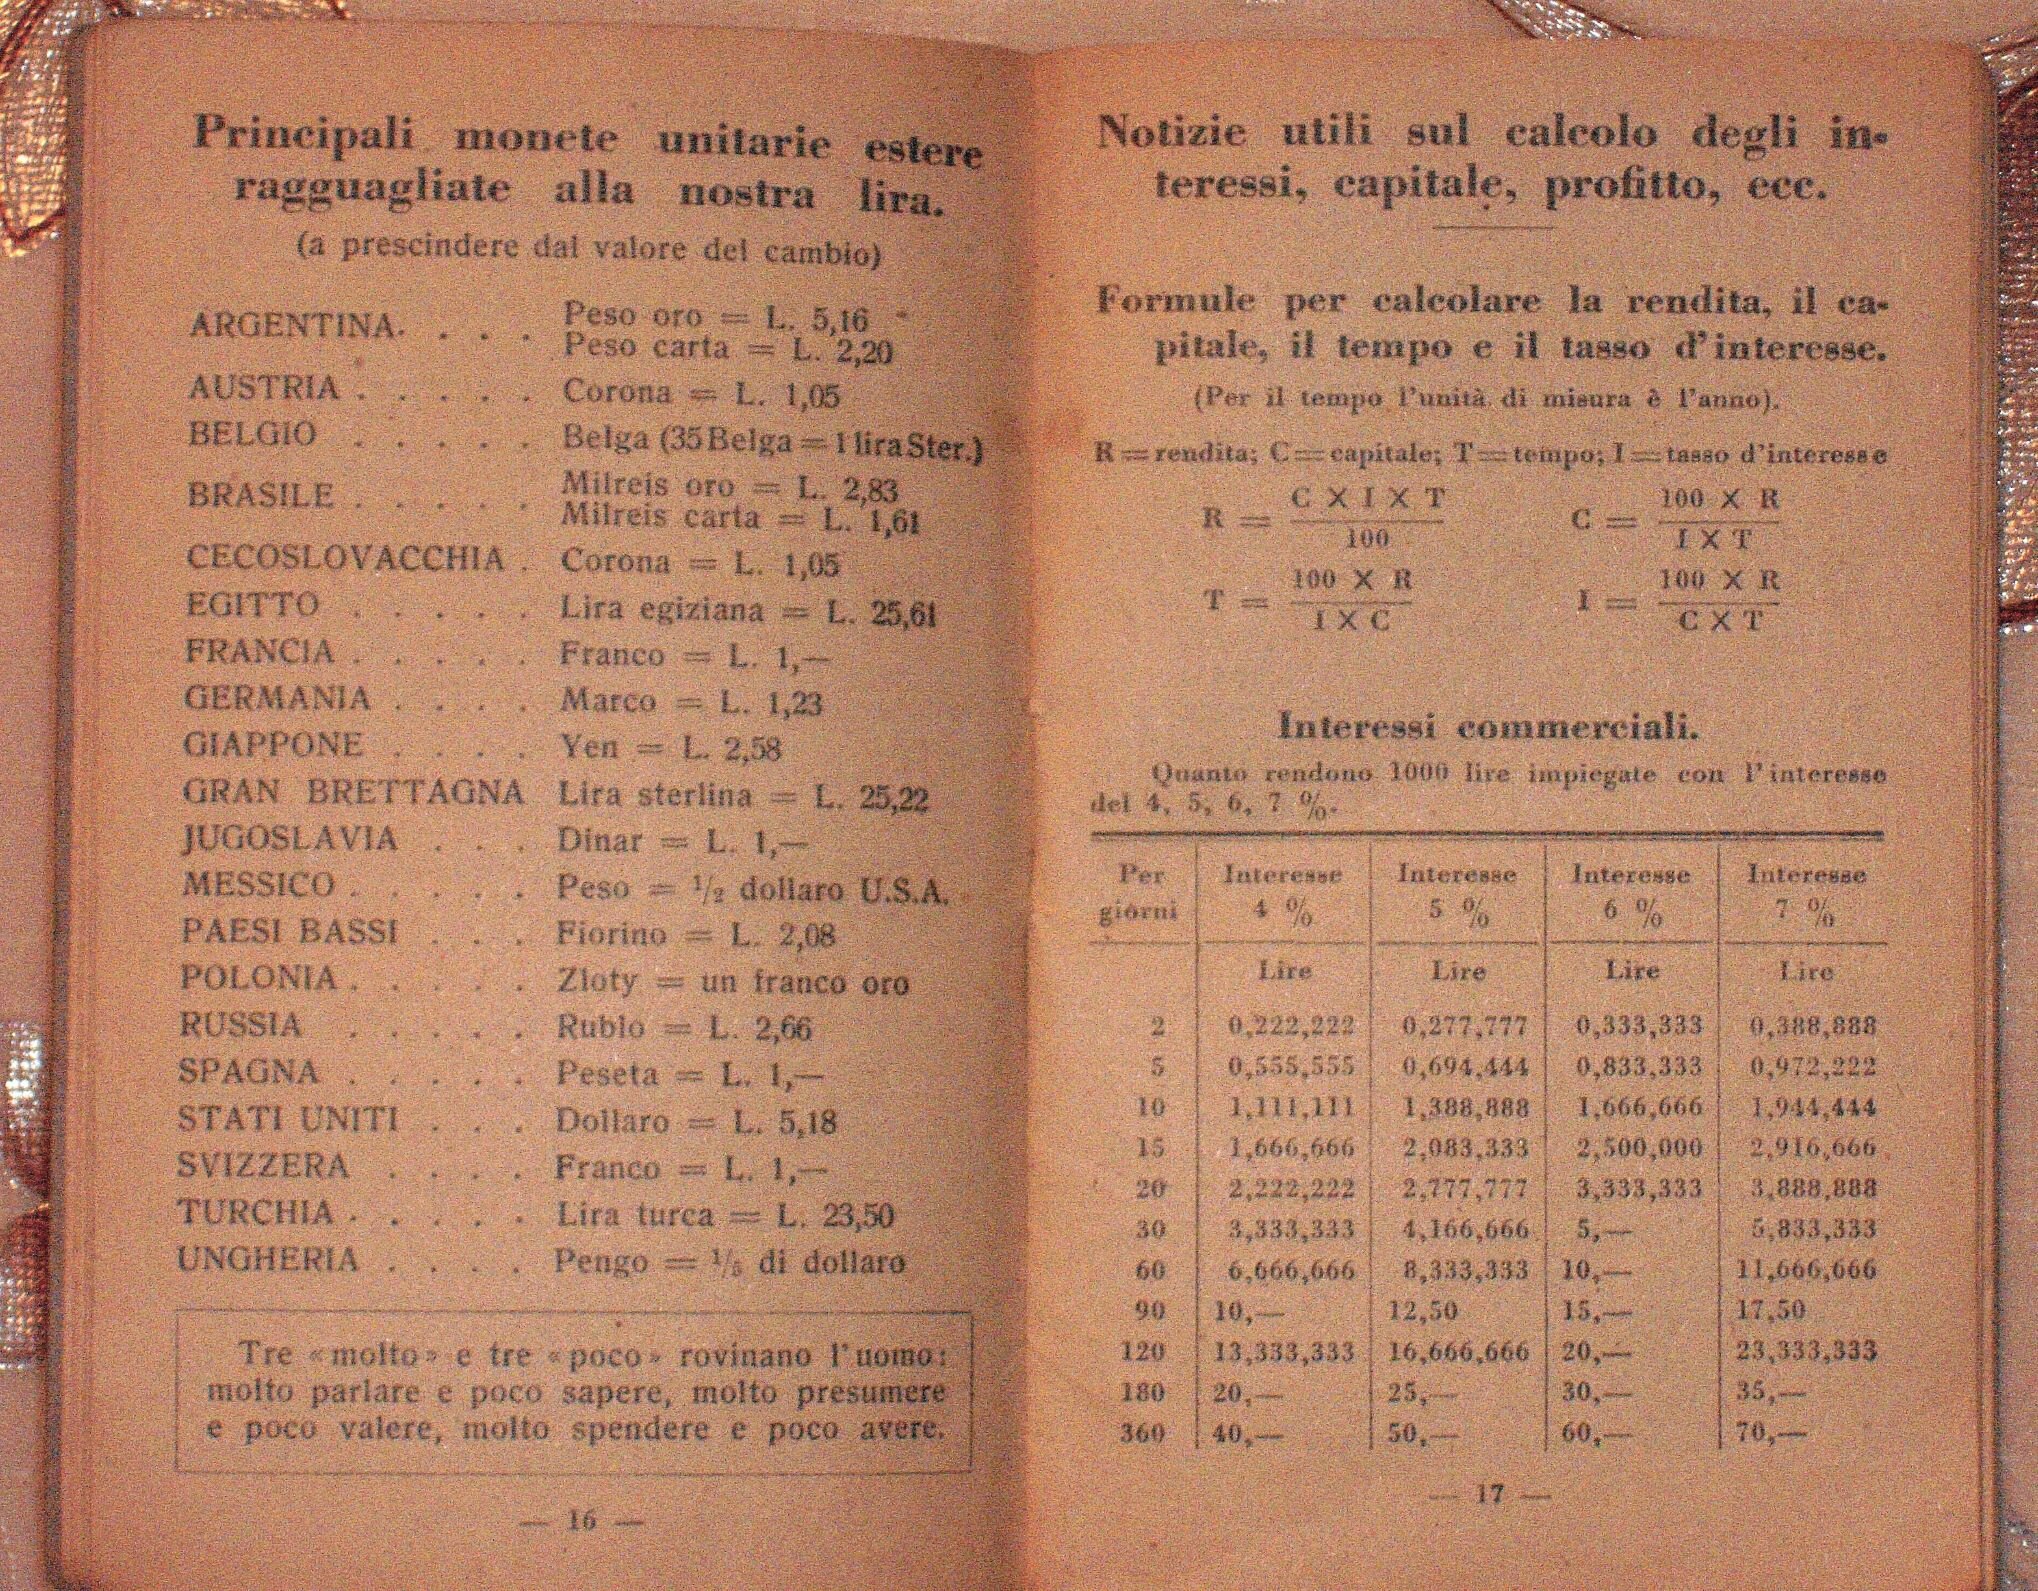 Principali monete unitarie estere
ragguagliate alla nostra lira.
(a prescindere dal valore del cambio)
ARGENTINA. . . . Peso oro = L. 5,16
Peso carta = L. 2,20
AUSTRIA . . . . . Corona = L. 1,05
BELGIO . . . . . Belga (35 Belga = 1 lira Ster.)
BRASILE . . . . . Milreis oro = L. 2,83
Milreis carta = L. 1,61
CECOSLOVACCHIA . Corona = L. 1,05
EGITTO . . . . . Lira egiziana = L. 25,61
FRANCIA . . . . . Franco = L. 1,—
GERMANIA . . . . Marco = L. 1,23
GIAPPONE . . . . Yen = L. 2,58
GRAN BRETTAGNA Lira sterlina = L. 25,22
JUGOSLAVIA . . . Dinar = L. 1,—
MESSICO . . . . . Peso = ½ dollaro U.S.A.
PAESI BASSI . . . Fiorino = L. 2,08
POLONIA . . . . . Zloty = un franco oro
RUSSIA . . . . . Rublo = L. 2,66
SPAGNA . . . . . Peseta = L. 1,—
STATI UNITI . . . Dollaro = L. 5,18
SVIZZERA . . . . Franco = L. 1,—
TURCHIA . . . . . Lira turca = L. 23,50
UNGHERIA . . . . Pengo = di dollaro
Tre «molto» e tre «poco» rovinano l'uomo:
molto parlare e poco sapere, molto presumere
e poco valere, molto spendere e poco avere.
— 16 —
Notizie utili sul calcolo degli in-
teressi, capitale, profitto, ecc.
Formule per calcolare la rendita, il ca-
pitale, il tempo e il tasso d'interesse.
(Per il tempo l'unità di misura è l'anno).
R = rendita; C = capitale; T = tempo; I = tasso d'interesse
C X I X T 100 X R
R = C =
100 I X T
100 X R 100 X R
T = I =
I X C C X T
Interessi commerciali.
Quanto rendono 1000 lire impiegate con l'interesse
del 4, 5, 6, 7 %.
Per Interesse Interesse Interesse Interesse
giorni 4 % 5 % 6 % 7 %
Lire Lire Lire Lire
2 0,222,222 0,277,777 0,333,333 0,388,888
5 0,555,555 0,694,444 0,833,333 0,972,222
10 1,111,111 1,388,888 1,666,666 1,944,444
15 1,666,666 2,083,333 2,500,000 2,916,666
20 2,222,222 2,777,777 3,333,333 3,888,888
30 3,333,333 4,166,666 5,— 5,833,333
60 6,666,666 8,333,333 10,— 11,666,666
90 10,— 12,50 15,— 17,50
120 13,333,333 16,666,666 20,— 23,333,333
180 20,— 25,— 30,— 35,—
360 40,— 50,— 60,— 70,—
— 17 —